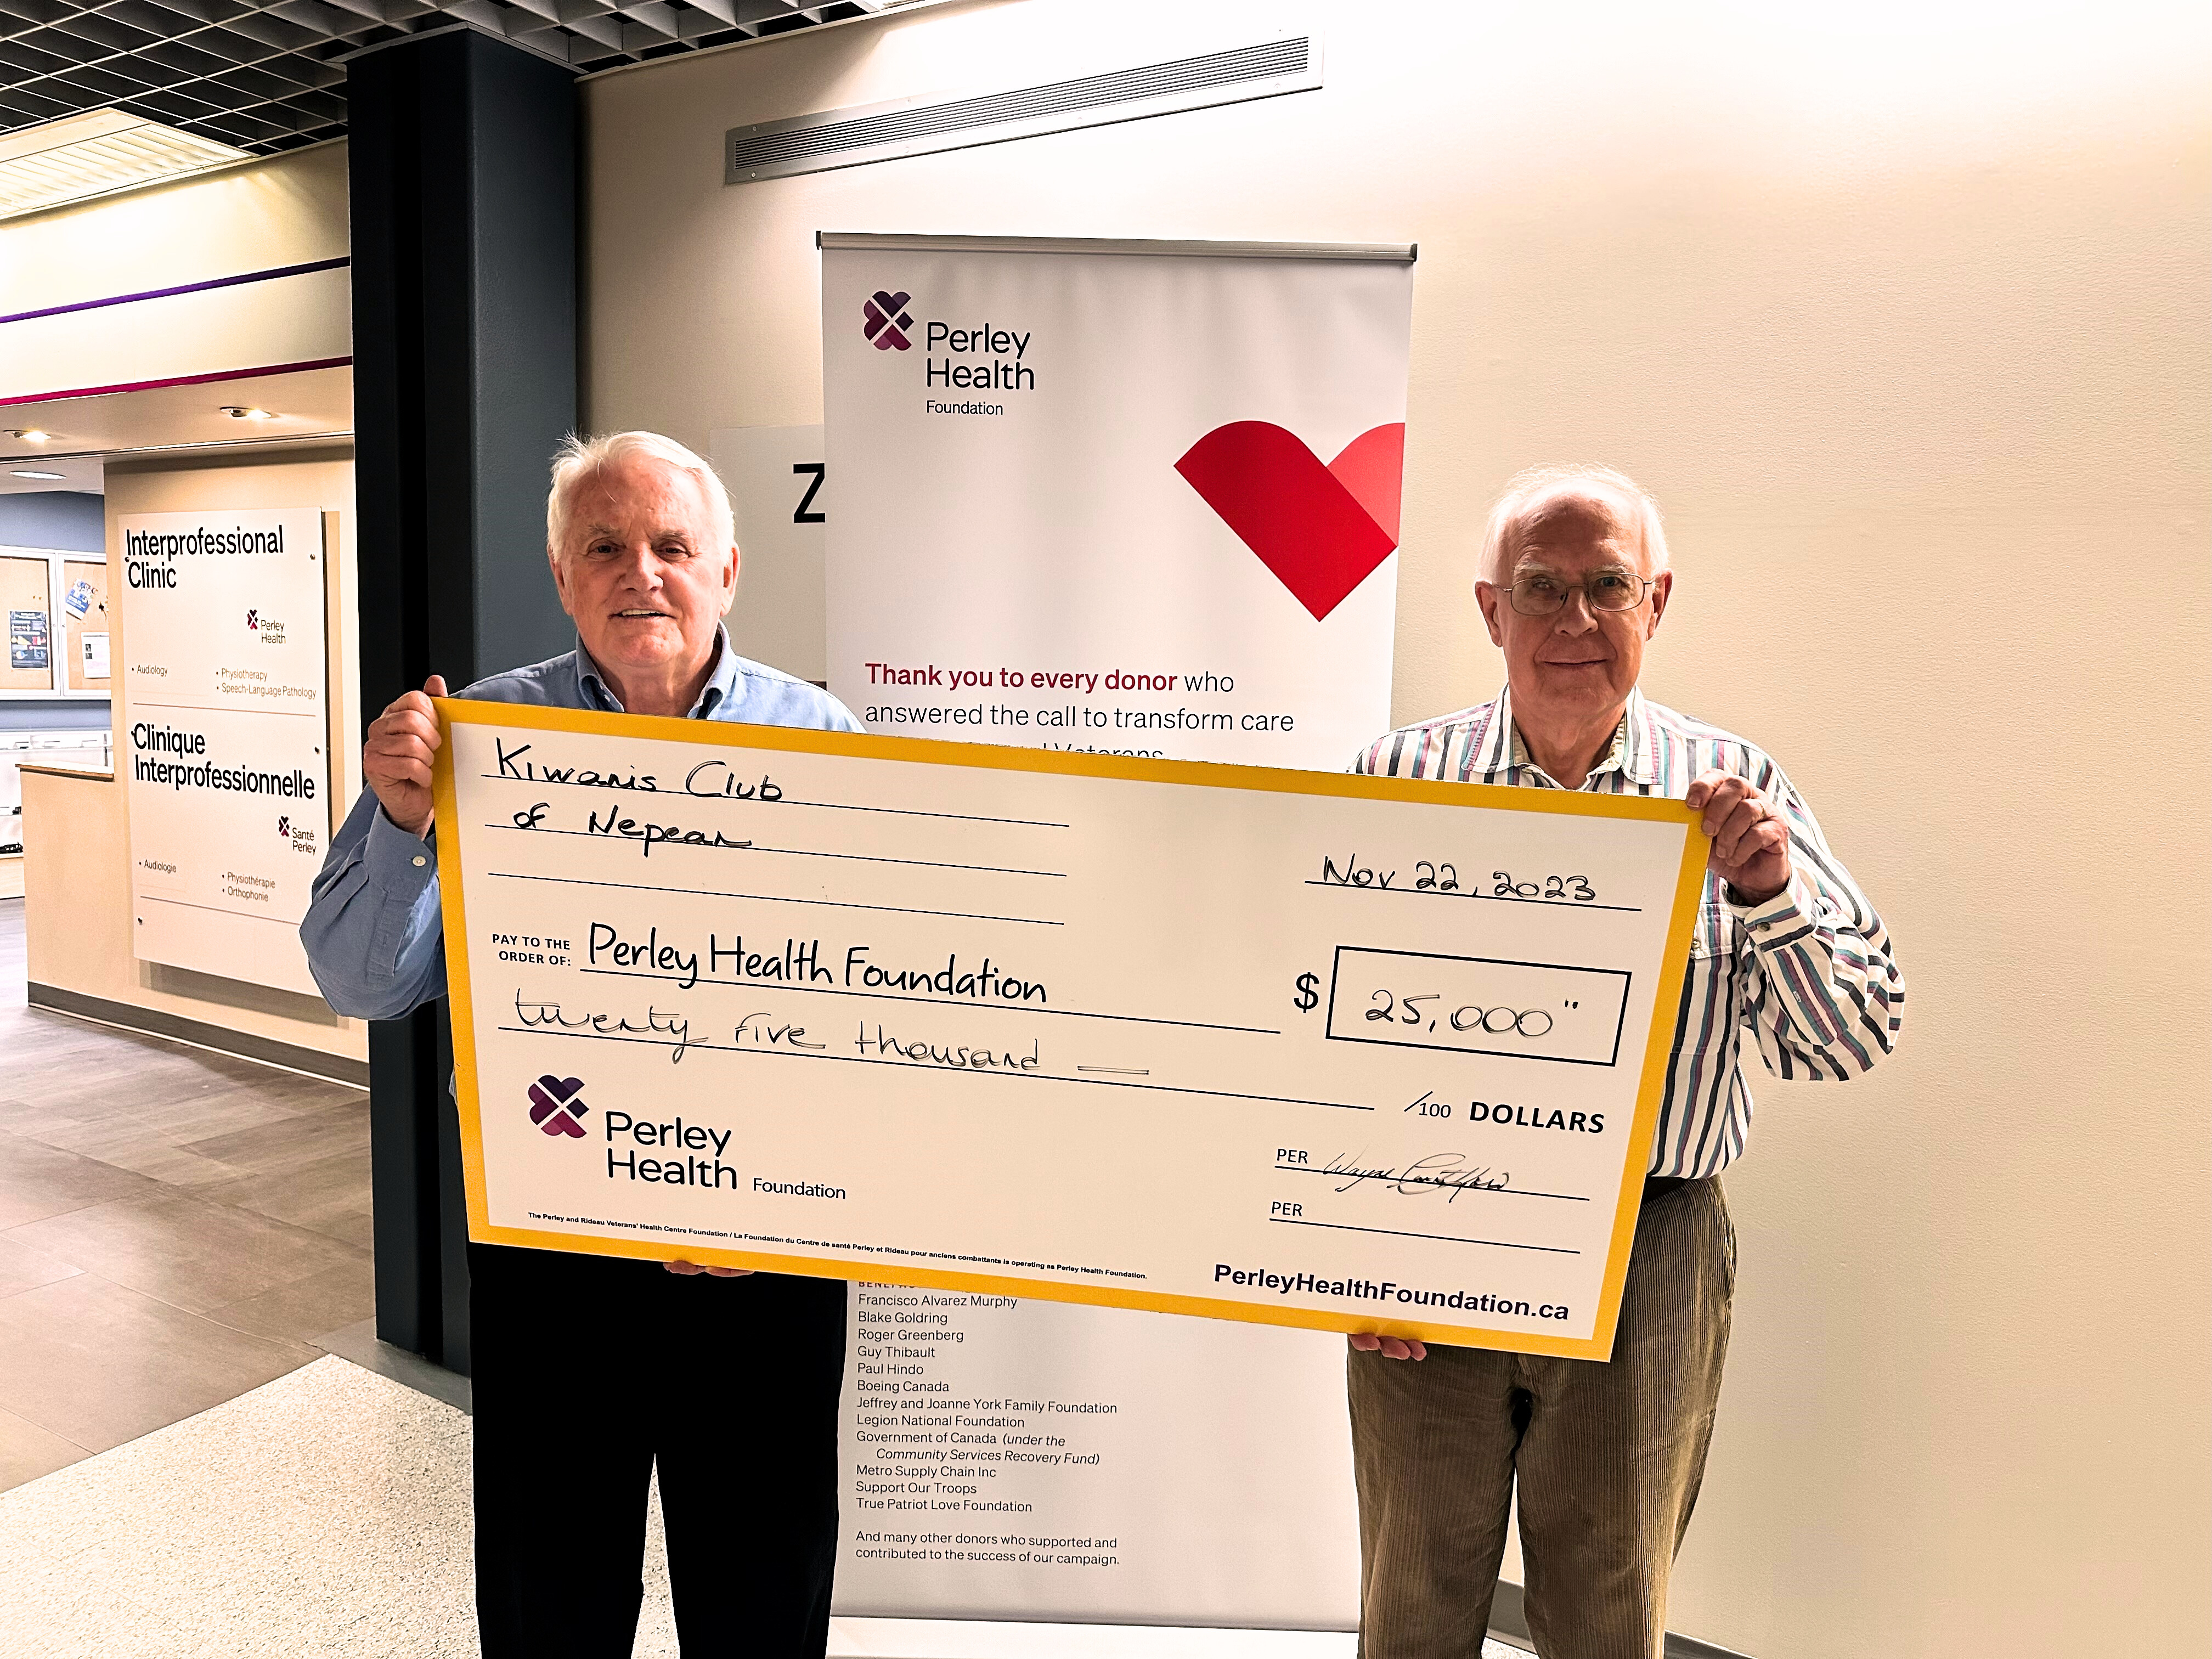 Interprofessional
Clinic
Perley
Health
• Audiology
• Physiotherapy
• Speech-Language Pathology
Clinique
Interprofessionnelle
Santé
Perley
• Audiologie
• Physiothérapie
• Orthophonie
Z
Perley
Health
Foundation
Thank you to every donor who
answered the call to transform care
Veterans
Kiwanis Club
of Nepean
Nov 22, 2023
PAY TO THE
ORDER OF: Perley Health Foundation
$ 25,000
twenty five thousand —
/100 DOLLARS
Perley
Health Foundation
PER Wayne
PER
The Perley and Rideau Veterans' Health Centre Foundation / La Foundation du Centre de santé Perley et Rideau pour anciens combattants is operating as Perley Health Foundation.
PerleyHealthFoundation.ca
Francisco Alvarez Murphy
Blake Goldring
Roger Greenberg
Guy Thibault
Paul Hindo
Boeing Canada
Jeffrey and Joanne York Family Foundation
Legion National Foundation
Government of Canada (under the
Community Services Recovery Fund)
Metro Supply Chain Inc
Support Our Troops
True Patriot Love Foundation
And many other donors who supported and
contributed to the success of our campaign.